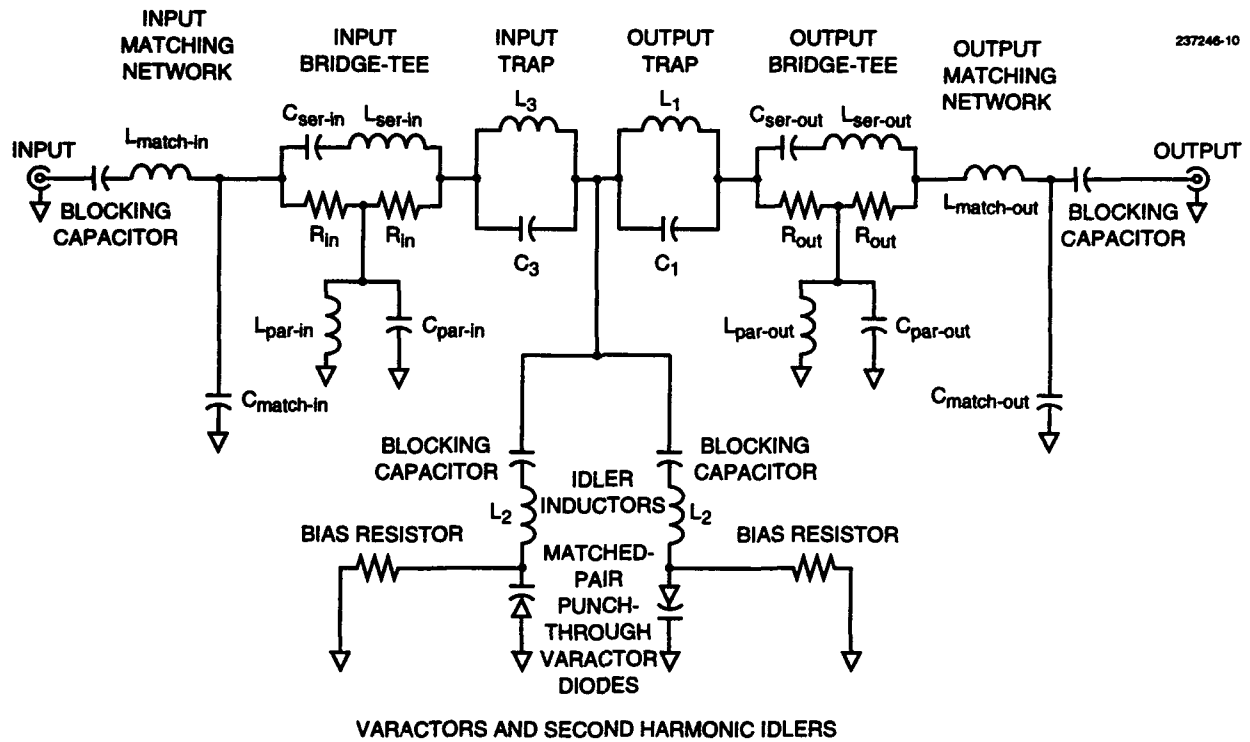 INPUT
MATCHING
NETWORK
INPUT
BRIDGE-TEE
INPUT
TRAP
OUTPUT
TRAP
OUTPUT
BRIDGE-TEE
OUTPUT
MATCHING
NETWORK
237246-10
INPUT
Lmatch-in
BLOCKING
CAPACITOR
Cser-in
Lser-in
Rin
Rin
L3
C3
L1
C1
Cser-out
Lser-out
Rout
Rout
Lmatch-out
BLOCKING
CAPACITOR
OUTPUT
Lpar-in
Cpar-in
Lpar-out
Cpar-out
Cmatch-in
Cmatch-out
BLOCKING
CAPACITOR
BLOCKING
CAPACITOR
IDLER
INDUCTORS
L2
L2
BIAS RESISTOR
BIAS RESISTOR
MATCHED-
PAIR
PUNCH-
THROUGH
VARACTOR
DIODES
VARACTORS AND SECOND HARMONIC IDLERS